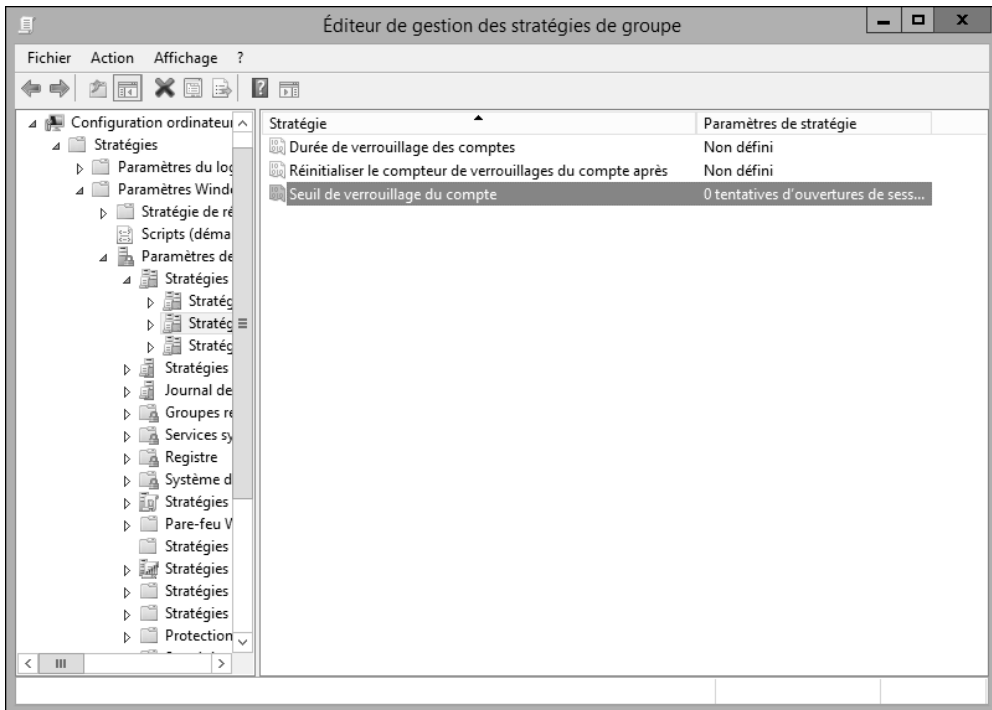 Éditeur de gestion des stratégies de groupe
Fichier Action Affichage ?
Configuration ordinateu
Stratégies
Paramètres du log
Paramètres Windo
Stratégie de ré
Scripts (déma
Paramètres de
Stratégies
Stratég
Stratég
Stratég
Stratégies
Journal de
Groupes re
Services sy
Registre
Système d
Stratégies
Pare-feu W
Stratégies
Stratégies
Stratégies
Stratégies
Protection
Stratégie Paramètres de stratégie
Durée de verrouillage des comptes Non défini
Réinitialiser le compteur de verrouillages du compte après Non défini
Seuil de verrouillage du compte 0 tentatives d'ouvertures de sess...